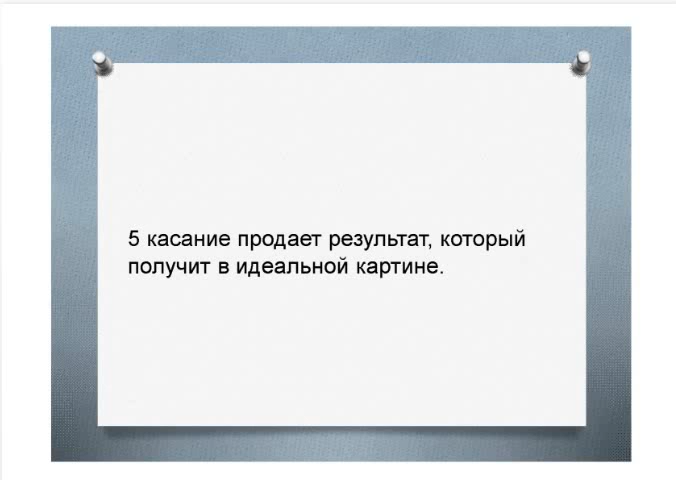 5 касание продает результат, который
получит в идеальной картине.